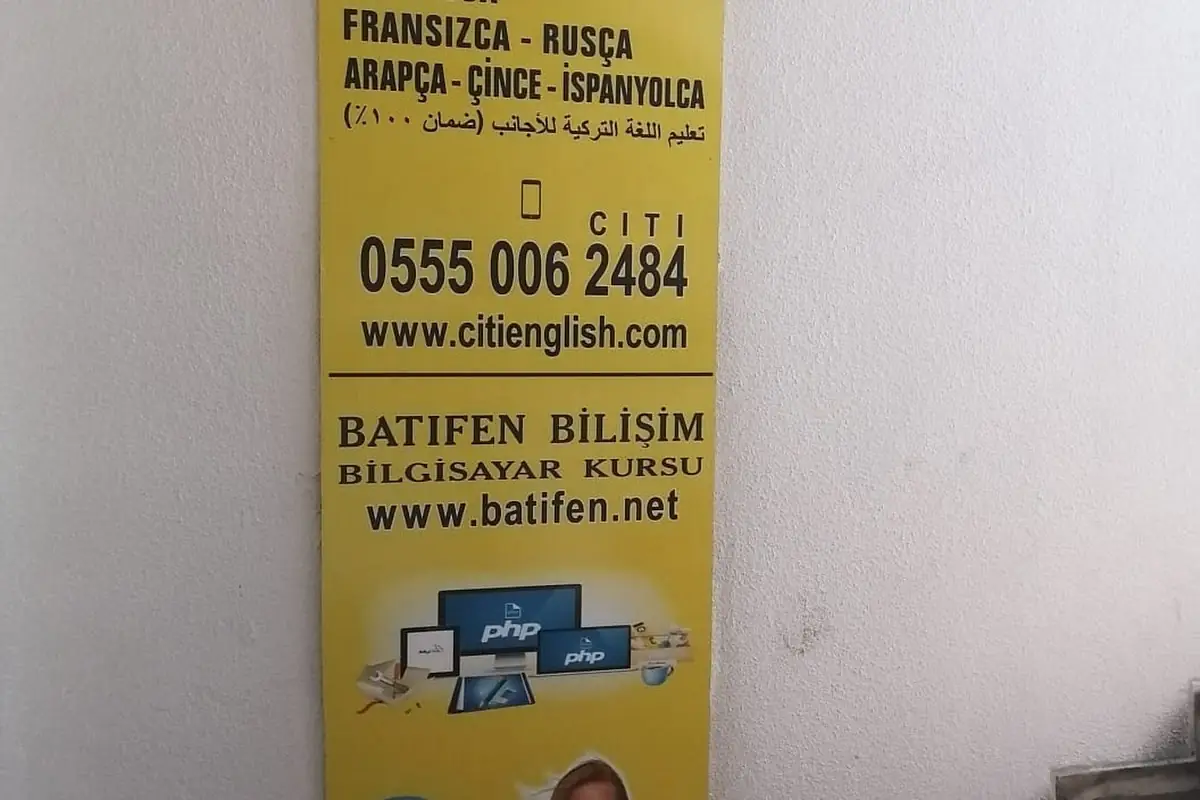 FRANSIZCA - RUSÇA
ARAPÇA - ÇİNCE - İSPANYOLCA
تعليم اللغة التركية للأجانب (ضمان ١٠٠٪)
CITI
0555 006 2484
www.citienglish.com
BATIFEN BİLİŞİM
BİLGİSAYAR KURSU
www.batifen.net
php
php